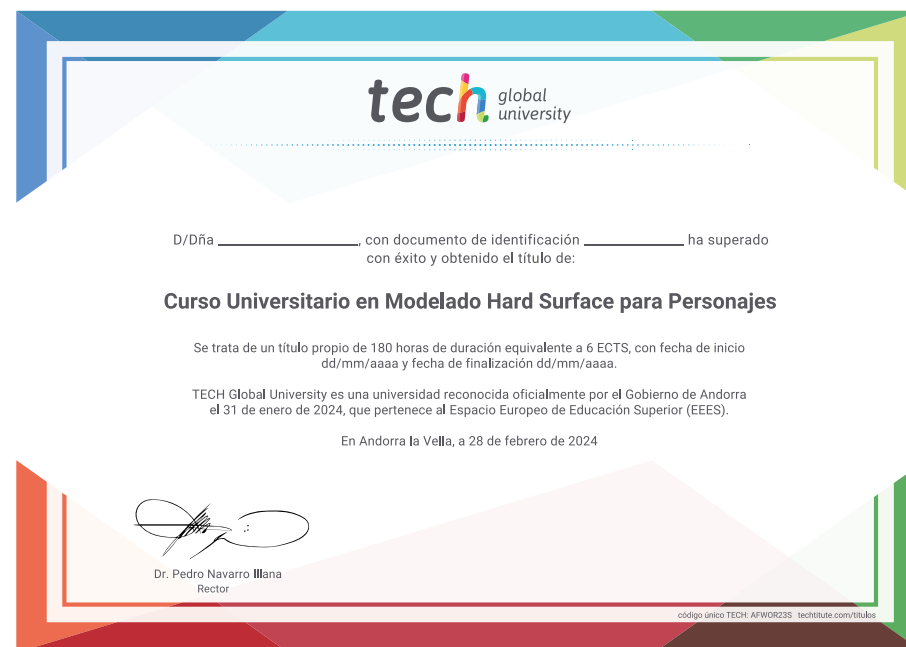 tech global university
D/Dña ______________, con documento de identificación __________ ha superado
con éxito y obtenido el título de:
Curso Universitario en Modelado Hard Surface para Personajes
Se trata de un título propio de 180 horas de duración equivalente a 6 ECTS, con fecha de inicio
dd/mm/aaaa y fecha de finalización dd/mm/aaaa.
TECH Global University es una universidad reconocida oficialmente por el Gobierno de Andorra
el 31 de enero de 2024, que pertenece al Espacio Europeo de Educación Superior (EEES).
En Andorra la Vella, a 28 de febrero de 2024
Dr. Pedro Navarro Illana
Rector
código único TECH: AFWOR23S techtitute.com/titulos